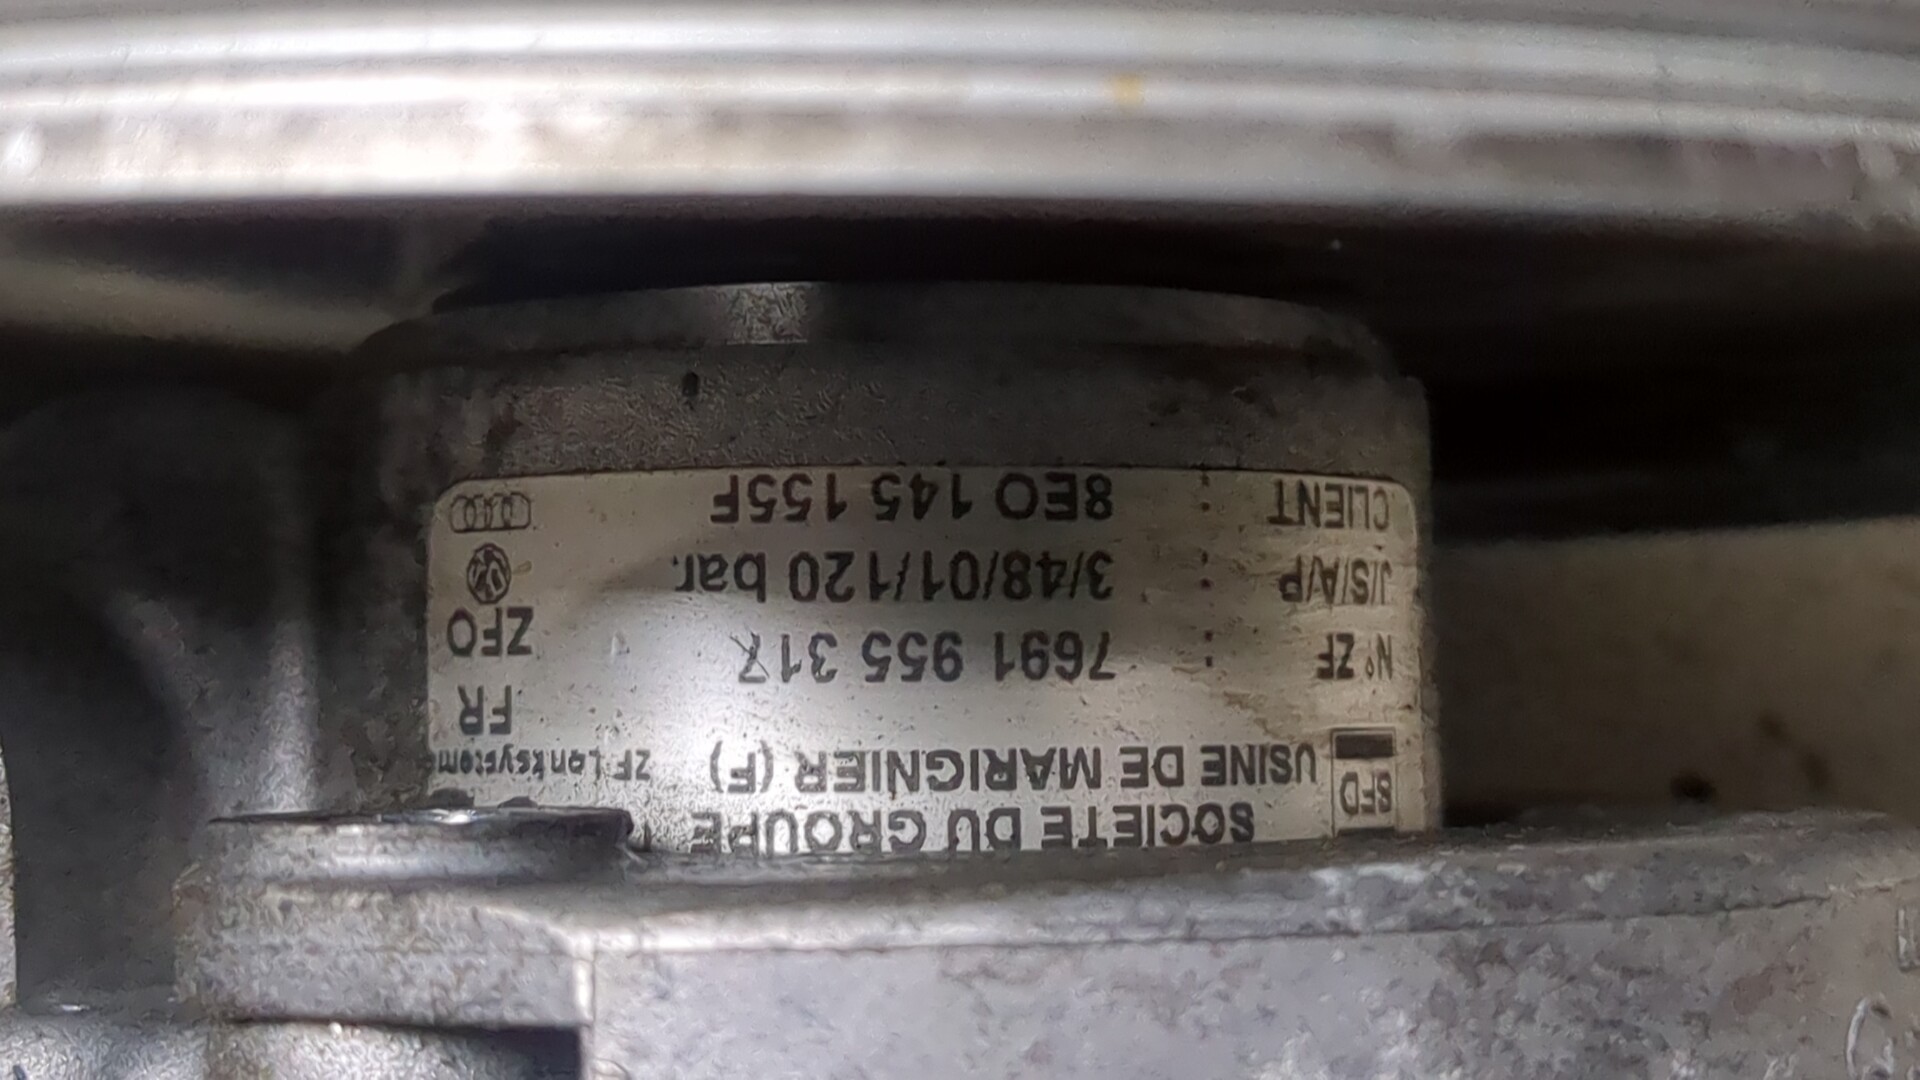 SOCIETE DU GROUPE
SFD USINE DE MARIGNIER (F) ZF Lenksysteme
FR
N° ZF : 7691 955 317
ZFO
J/S/A/P : 3/48/01/120 bar.
CLIENT : 8EO 145 155F